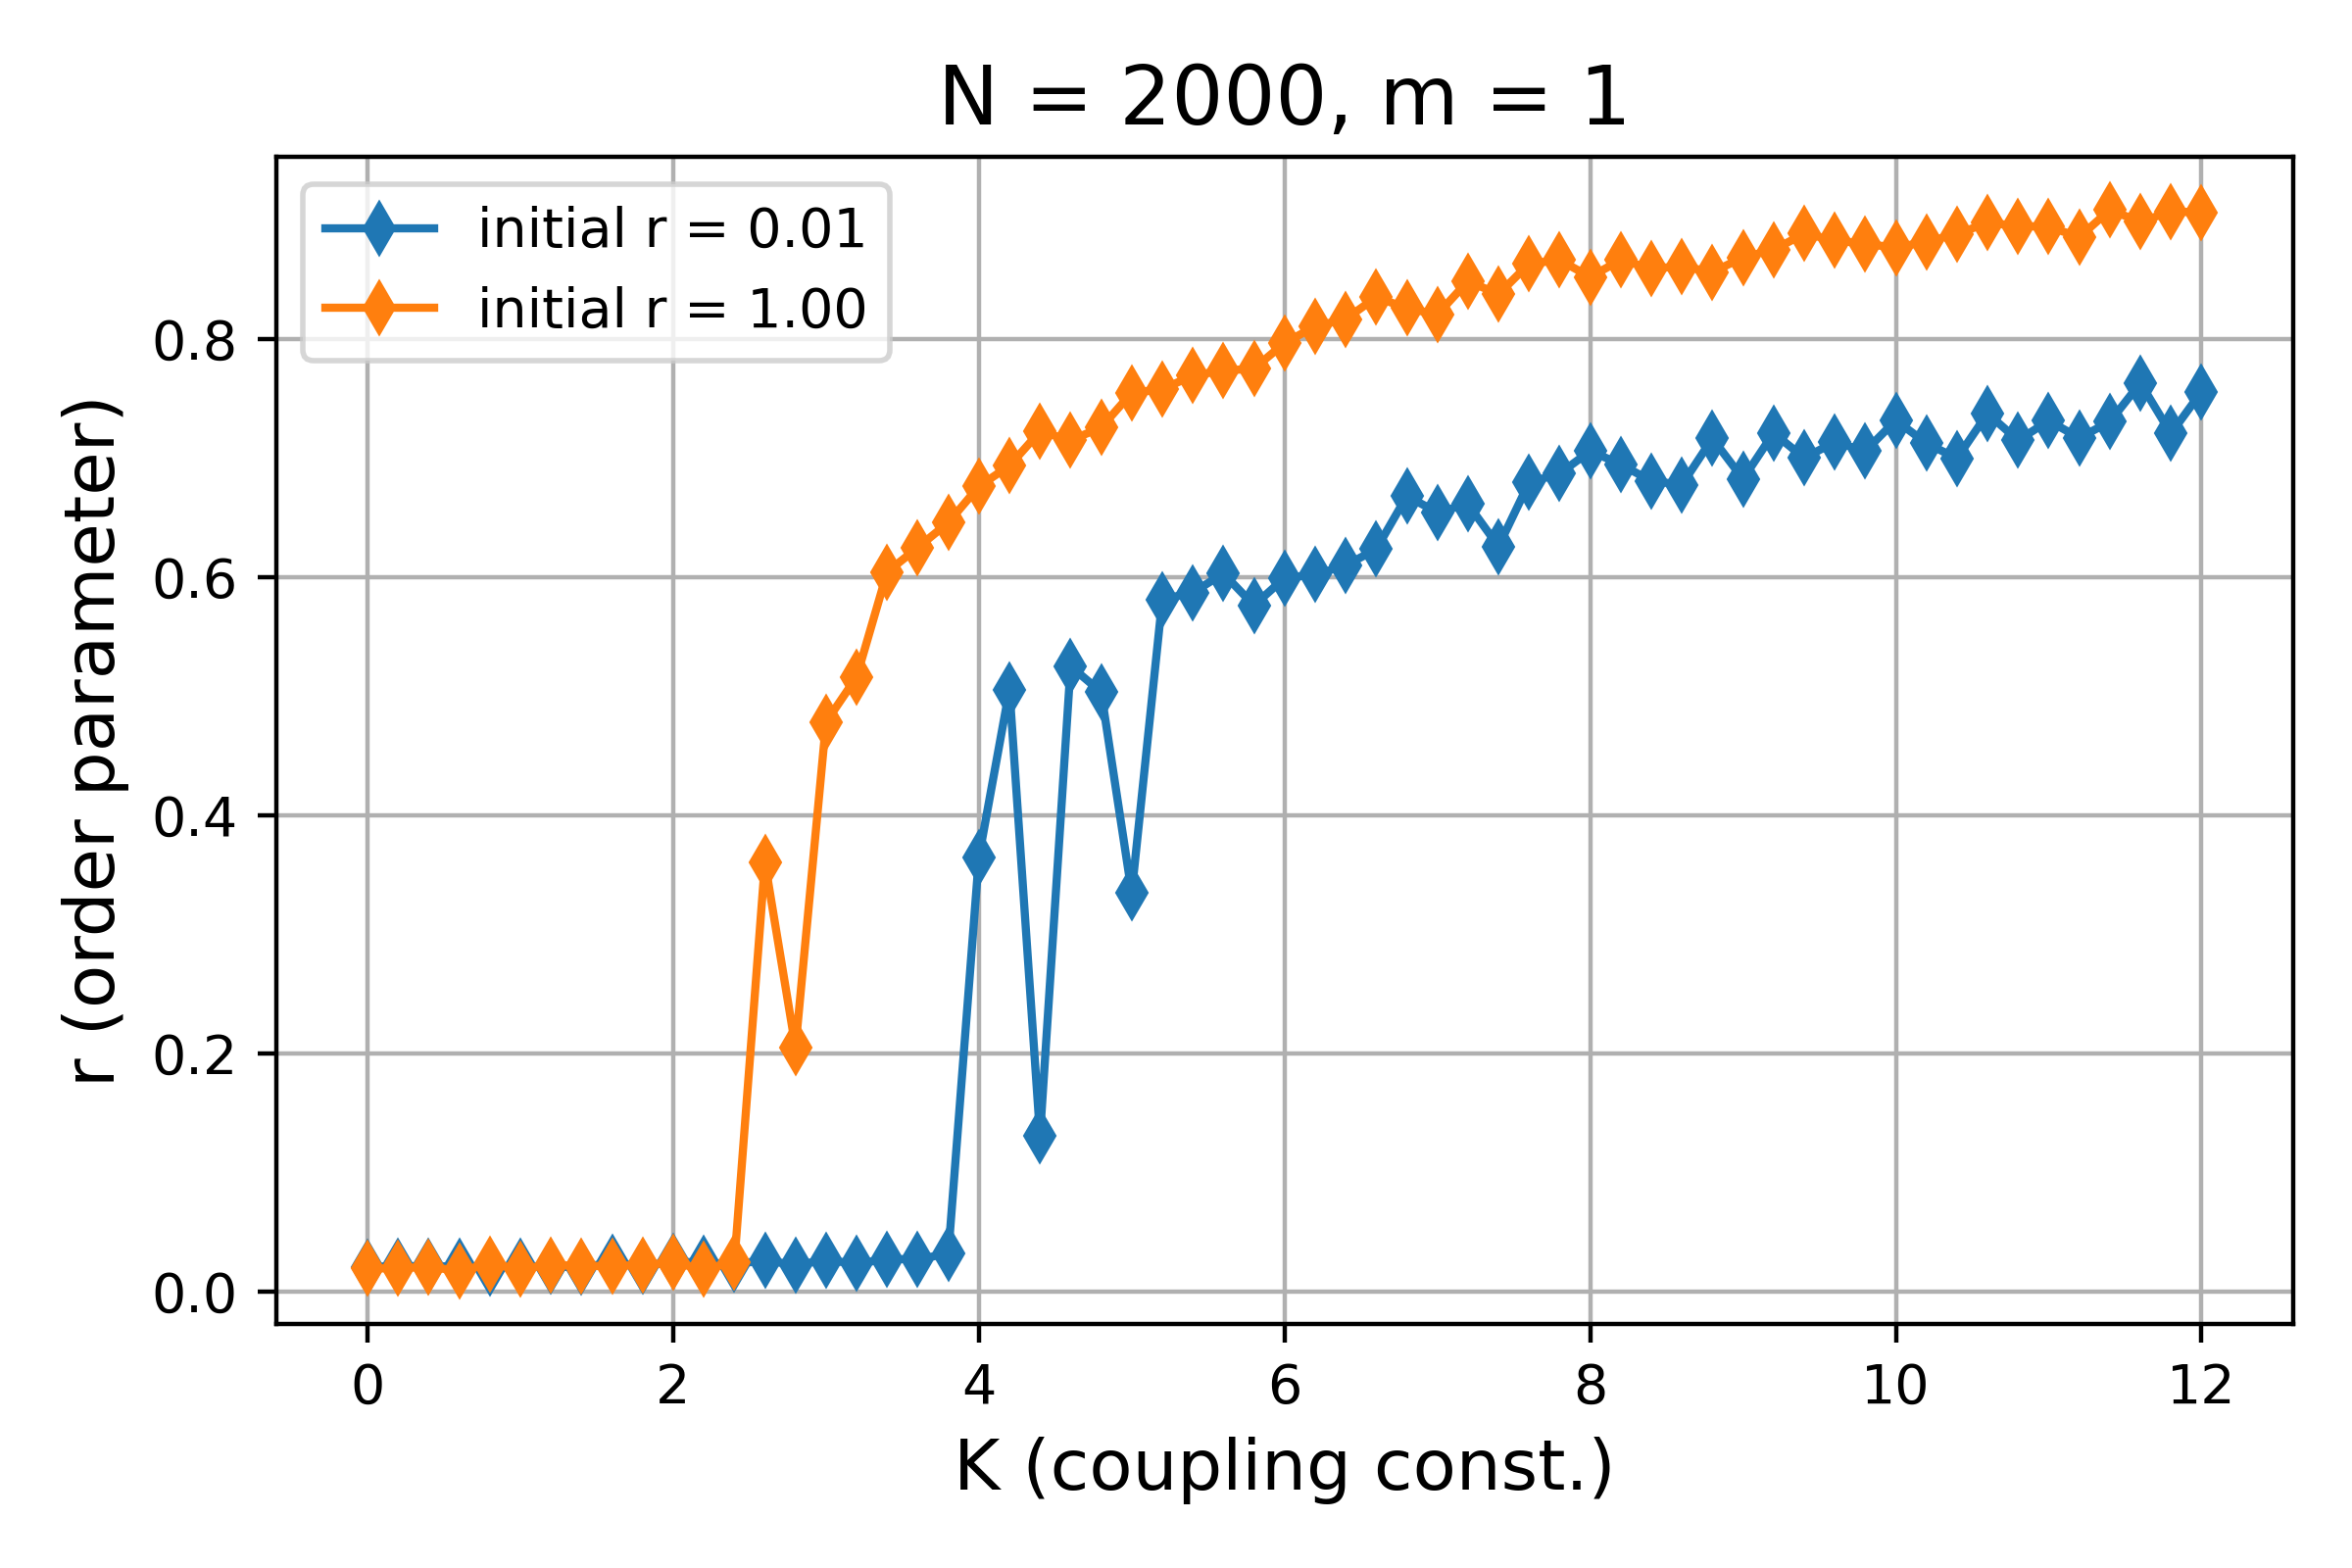 N = 2000, m = 1
initial r = 0.01
initial r = 1.00
r (order parameter)
0.8
0.6
0.4
0.2
0.0
0 2 4 6 8 10 12
K (coupling const.)